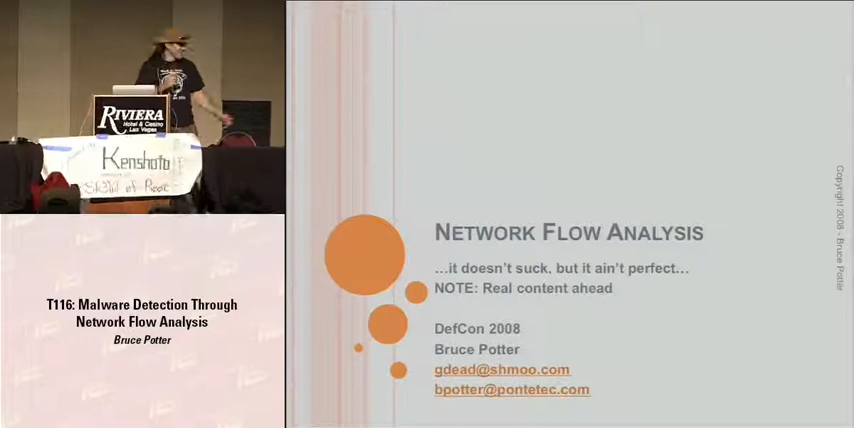 RIVIERA
Hotel & Casino
Las Vegas
Kenshoto
of Root
T116: Malware Detection Through
Network Flow Analysis
Bruce Potter
NETWORK FLOW ANALYSIS
…it doesn't suck, but it ain't perfect…
NOTE: Real content ahead
DefCon 2008
Bruce Potter
gdead@shmoo.com
bpotter@pontetec.com
Copyright 2008 - Bruce Potter